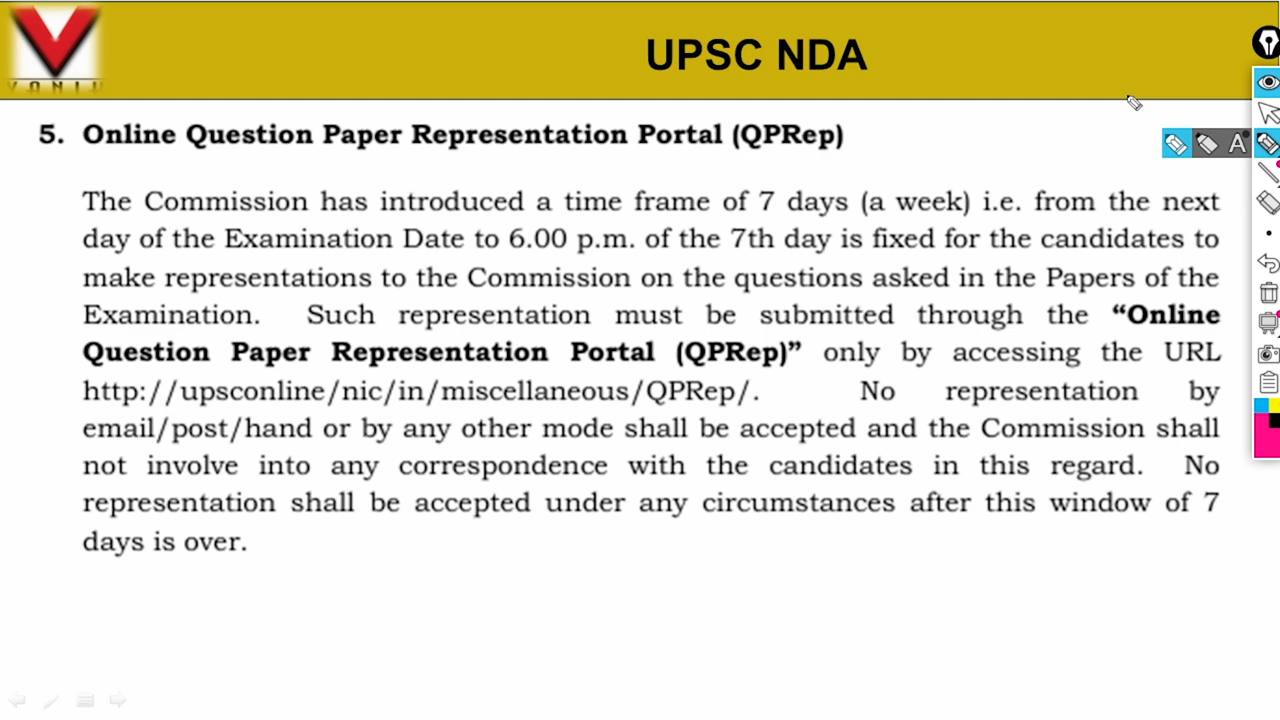 VANIJ
UPSC NDA
A
5. Online Question Paper Representation Portal (QPRep)
The Commission has introduced a time frame of 7 days (a week) i.e. from the next
day of the Examination Date to 6.00 p.m. of the 7th day is fixed for the candidates to
make representations to the Commission on the questions asked in the Papers of the
Examination. Such representation must be submitted through the “Online
Question Paper Representation Portal (QPRep)” only by accessing the URL
http://upsconline/nic/in/miscellaneous/QPRep/. No representation by
email/post/hand or by any other mode shall be accepted and the Commission shall
not involve into any correspondence with the candidates in this regard. No
representation shall be accepted under any circumstances after this window of 7
days is over.